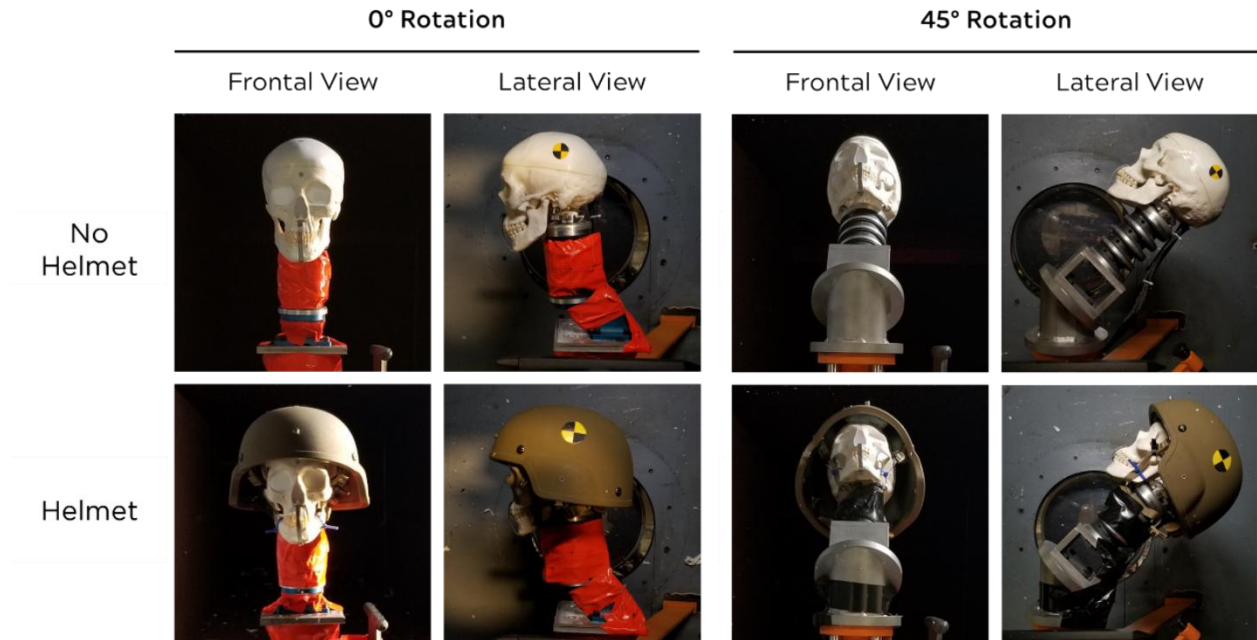 0° Rotation
45° Rotation
Frontal View
Lateral View
Frontal View
Lateral View
No
Helmet
Helmet